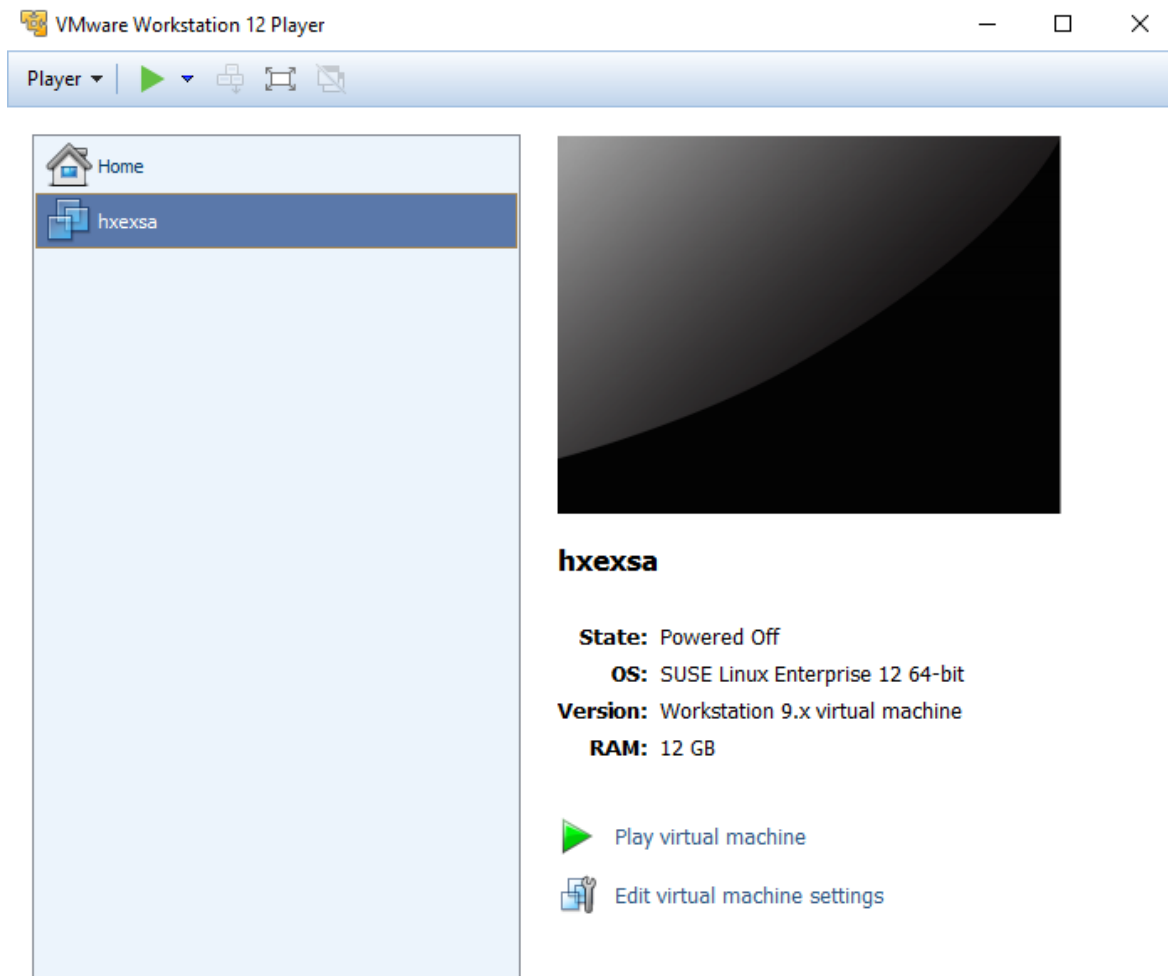 VMware Workstation 12 Player
Player
Home
hxexsa
hxexsa
State: Powered Off
OS: SUSE Linux Enterprise 12 64-bit
Version: Workstation 9.x virtual machine
RAM: 12 GB
Play virtual machine
Edit virtual machine settings